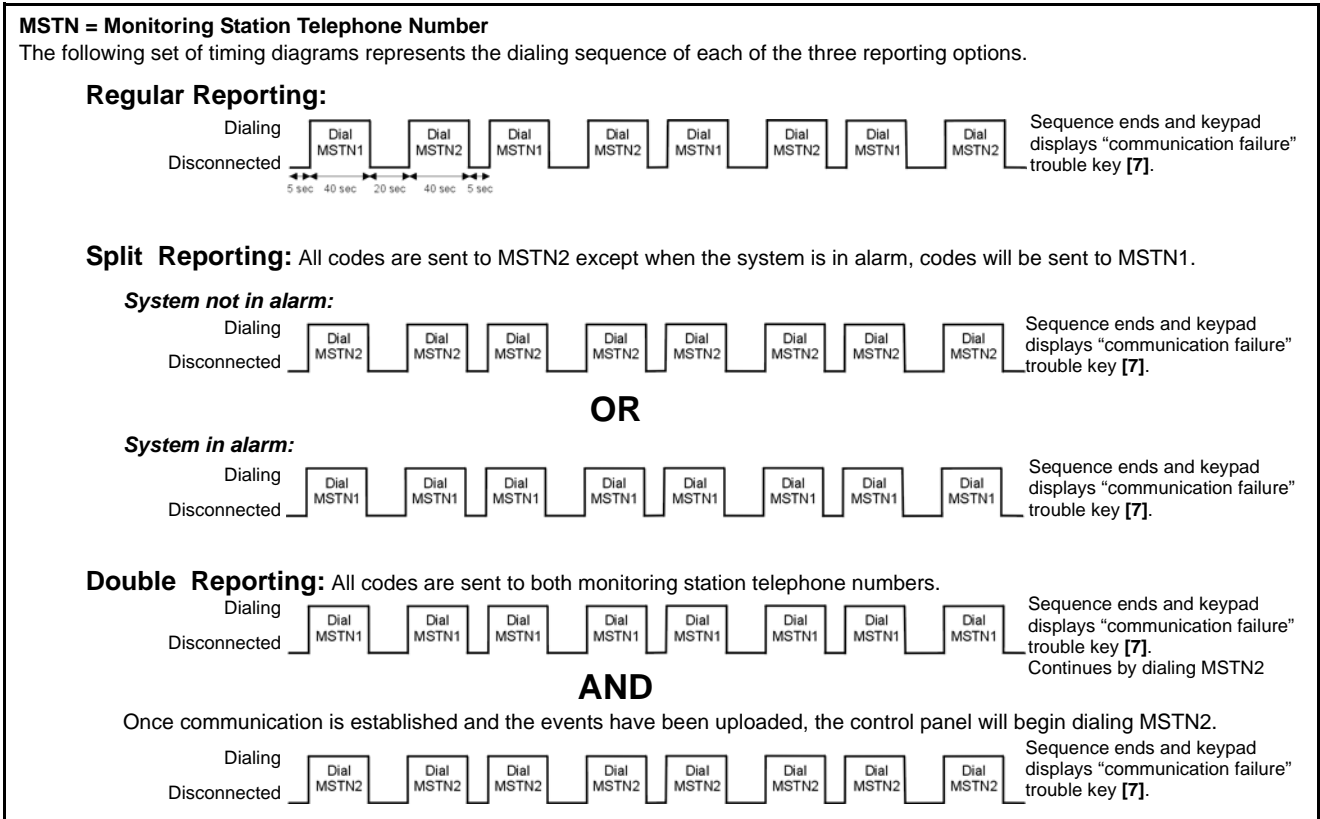 MSTN = Monitoring Station Telephone Number
The following set of timing diagrams represents the dialing sequence of each of the three reporting options.
Regular Reporting:
Dialing
Disconnected
Dial MSTN1
Dial MSTN2
Dial MSTN1
Dial MSTN2
Dial MSTN1
Dial MSTN2
Dial MSTN1
Dial MSTN2
5 sec 40 sec 20 sec 40 sec 5 sec
Sequence ends and keypad
displays “communication failure”
trouble key [7].
Split Reporting: All codes are sent to MSTN2 except when the system is in alarm, codes will be sent to MSTN1.
System not in alarm:
Dialing
Disconnected
Dial MSTN2
Dial MSTN2
Dial MSTN2
Dial MSTN2
Dial MSTN2
Dial MSTN2
Dial MSTN2
Dial MSTN2
Sequence ends and keypad
displays “communication failure”
trouble key [7].
OR
System in alarm:
Dialing
Disconnected
Dial MSTN1
Dial MSTN1
Dial MSTN1
Dial MSTN1
Dial MSTN1
Dial MSTN1
Dial MSTN1
Dial MSTN1
Sequence ends and keypad
displays “communication failure”
trouble key [7].
Double Reporting: All codes are sent to both monitoring station telephone numbers.
Dialing
Disconnected
Dial MSTN1
Dial MSTN1
Dial MSTN1
Dial MSTN1
Dial MSTN1
Dial MSTN1
Dial MSTN1
Dial MSTN1
Sequence ends and keypad
displays “communication failure”
trouble key [7].
Continues by dialing MSTN2
AND
Once communication is established and the events have been uploaded, the control panel will begin dialing MSTN2.
Dialing
Disconnected
Dial MSTN2
Dial MSTN2
Dial MSTN2
Dial MSTN2
Dial MSTN2
Dial MSTN2
Dial MSTN2
Dial MSTN2
Sequence ends and keypad
displays “communication failure”
trouble key [7].